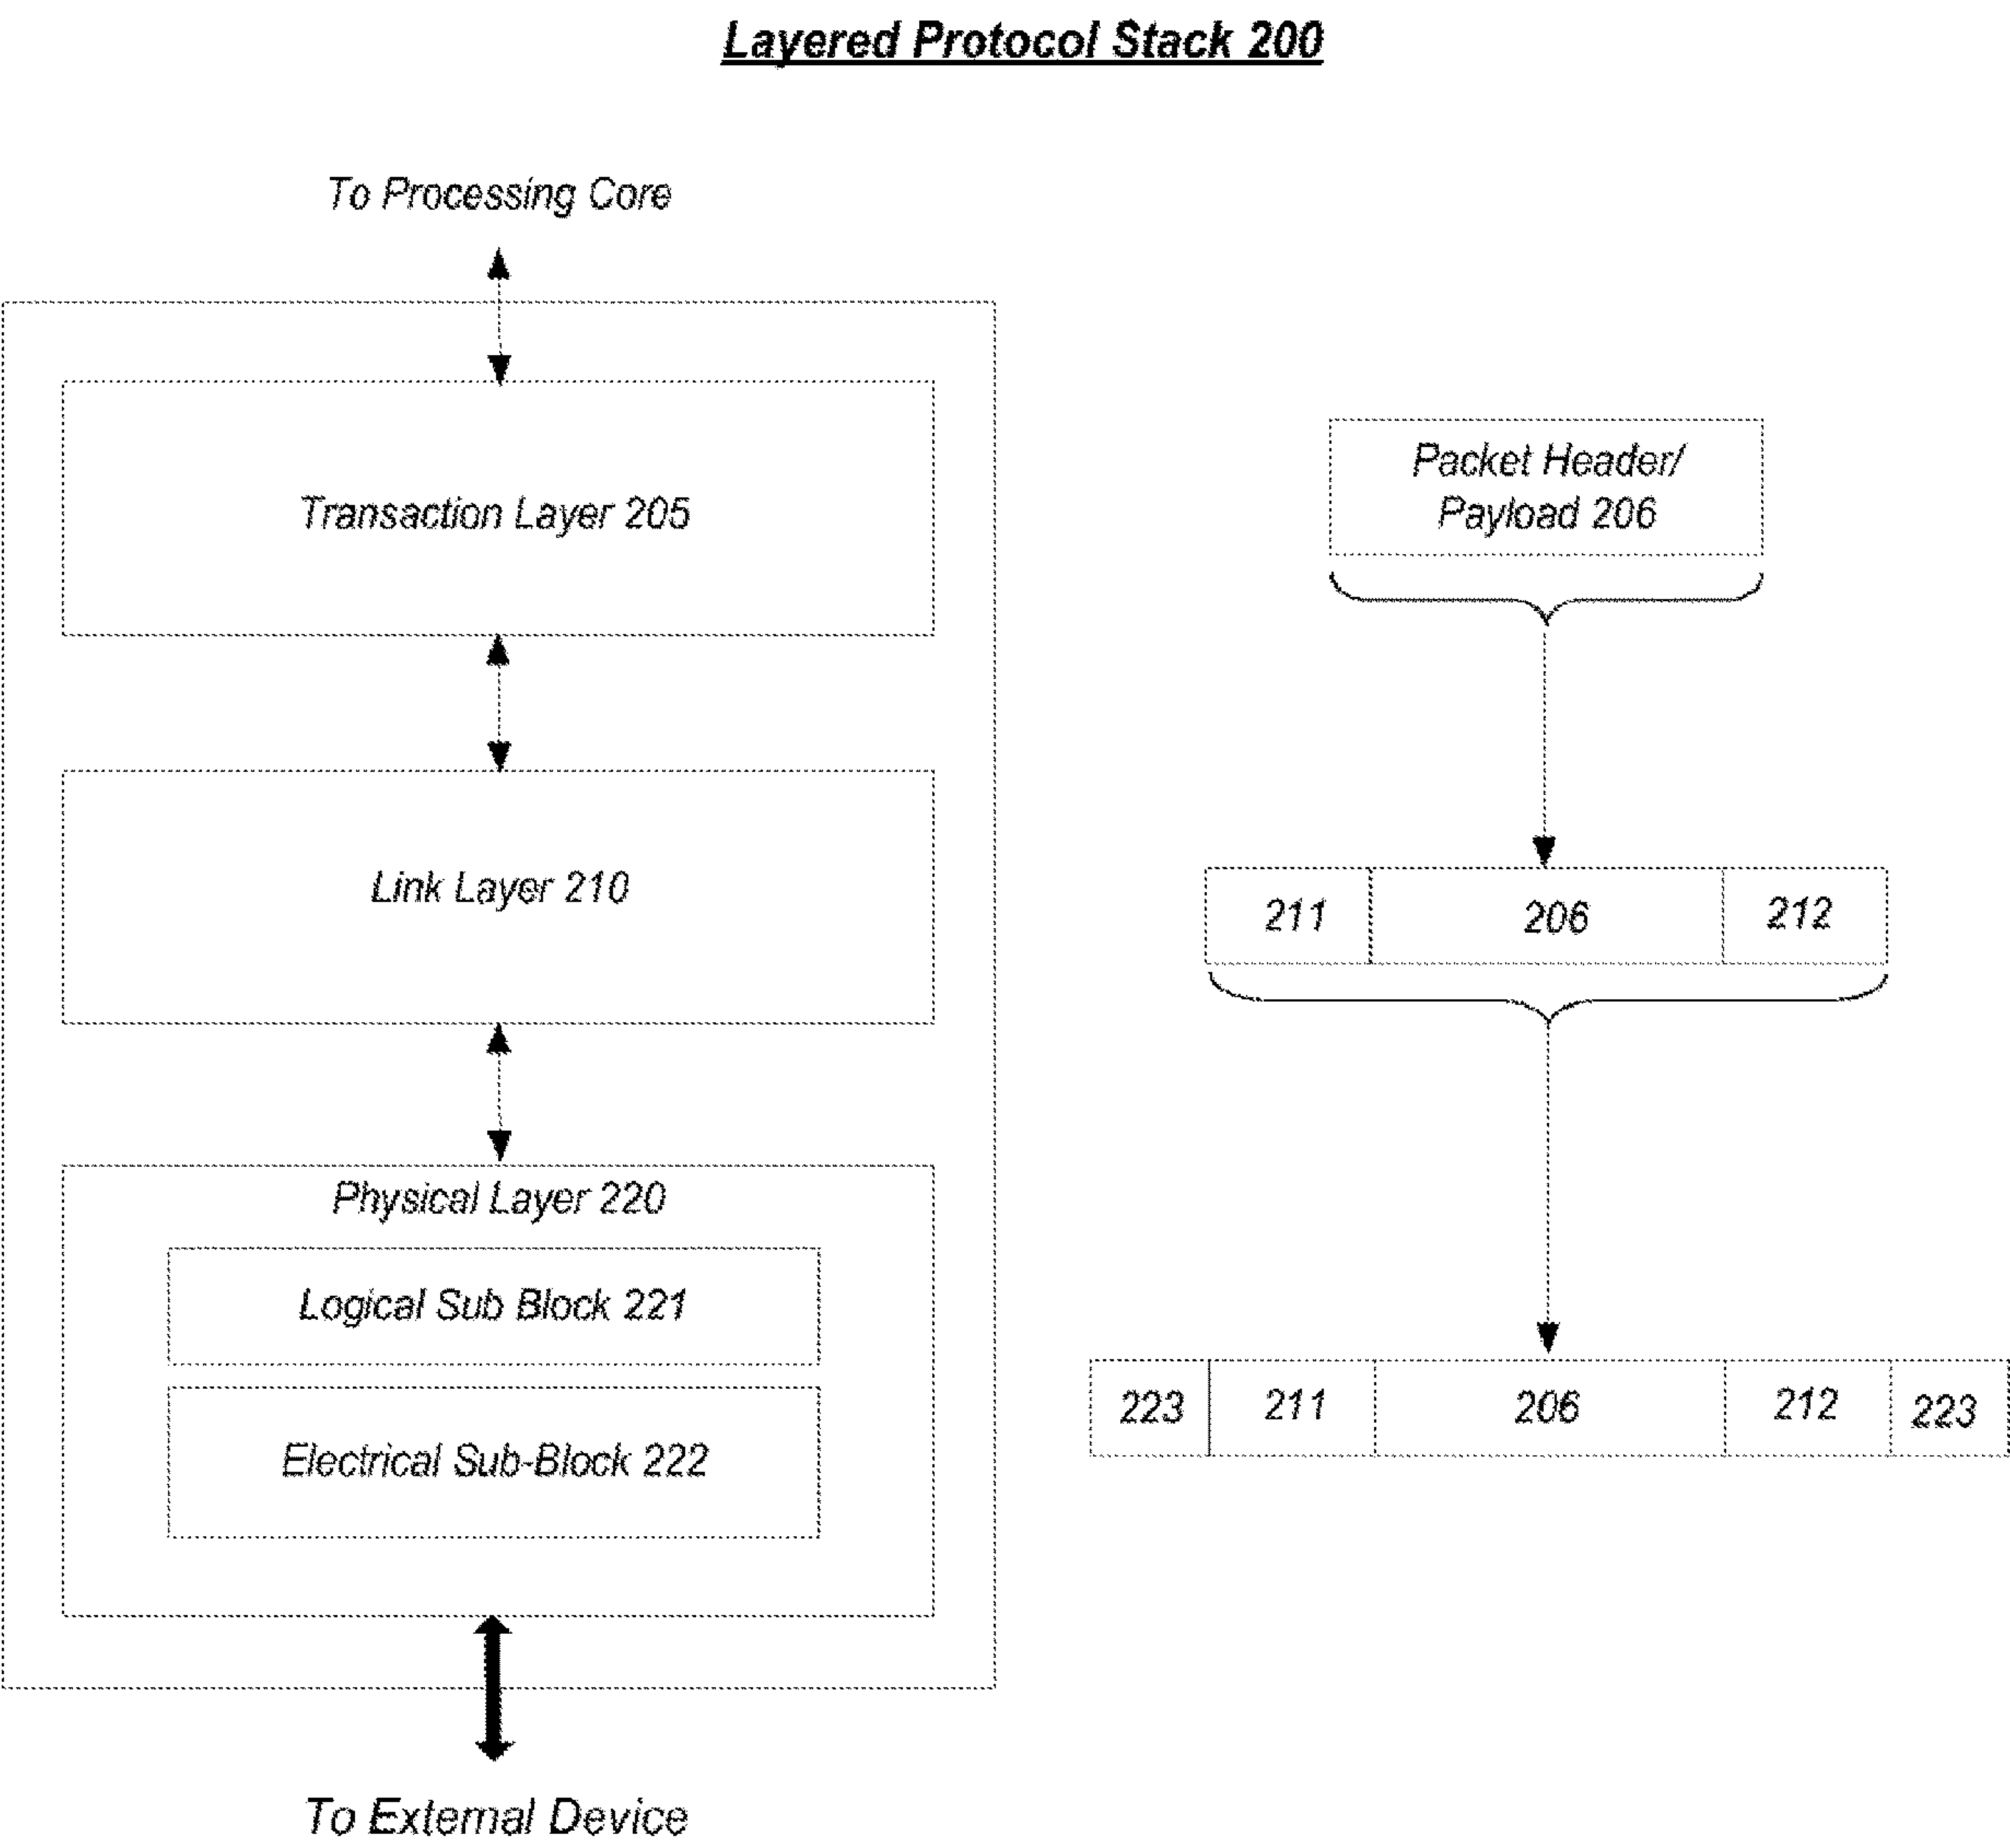 Layered Protocol Stack 200
To Processing Core
Transaction Layer 205
Packet Header/
Payload 206
Link Layer 210
211 206 212
Physical Layer 220
Logical Sub Block 221
Electrical Sub-Block 222
223 211 206 212 223
To External Device